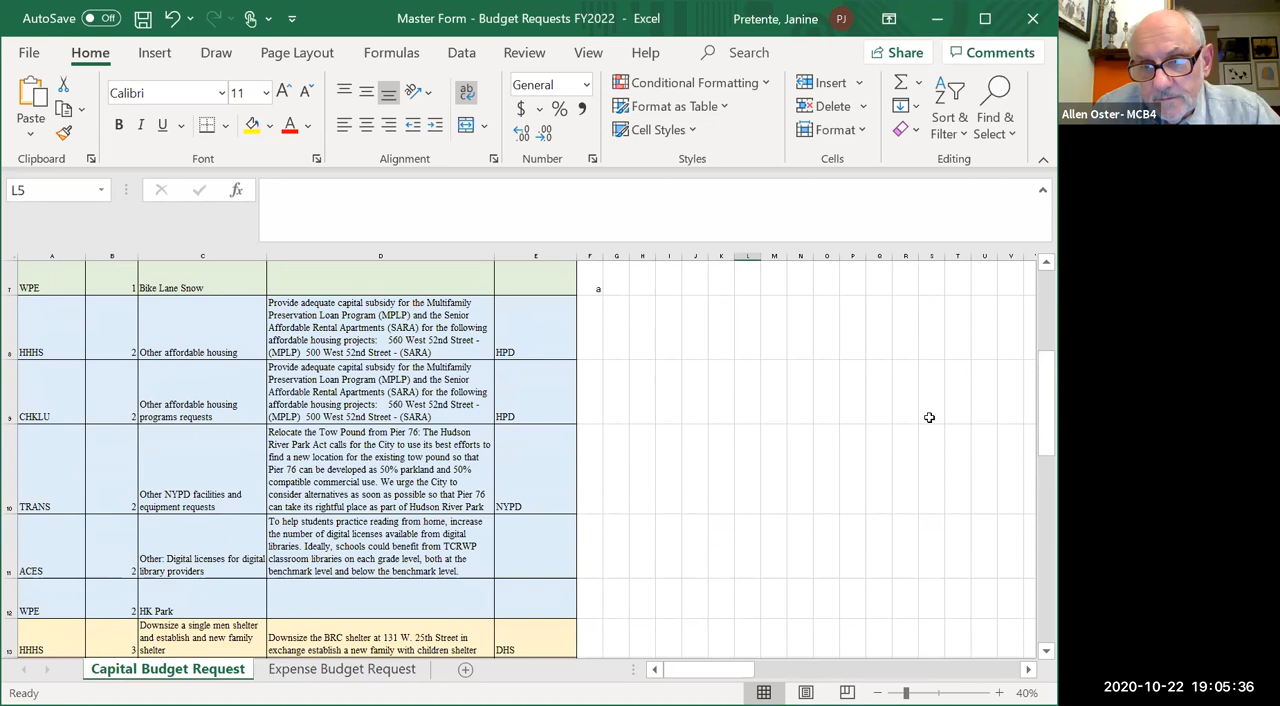 AutoSave Off Master Form - Budget Requests FY2022 - Excel Pretente, Janine PJ
File Home Insert Draw Page Layout Formulas Data Review View Help Search Share Comments
Paste
Clipboard
Calibri 11 A A
B I U A
Font
ab
Alignment
General
$ % ,
Number
Conditional Formatting
Format as Table
Cell Styles
Styles
Insert
Delete
Format
Cells
Sort & Filter
Find & Select
Editing
Allen Oster- MCB4
L5 fx
A B C D E F G H I J K L M N O P Q R S T U V
7 WPE 1 Bike Lane Snow a
Provide adequate capital subsidy for the Multifamily
Preservation Loan Program (MPLP) and the Senior
Affordable Rental Apartments (SARA) for the following
affordable housing projects: 560 West 52nd Street -
8 HHHS 2 Other affordable housing (MPLP) 500 West 52nd Street - (SARA) HPD
Provide adequate capital subsidy for the Multifamily
Preservation Loan Program (MPLP) and the Senior
Affordable Rental Apartments (SARA) for the following
Other affordable housing affordable housing projects: 560 West 52nd Street -
9 CHKLU 2 programs requests (MPLP) 500 West 52nd Street - (SARA) HPD
Relocate the Tow Pound from Pier 76: The Hudson
River Park Act calls for the City to use its best efforts to
find a new location for the existing tow pound so that
Pier 76 can be developed as 50% parkland and 50%
compatible commercial use. We urge the City to
Other NYPD facilities and consider alternatives as soon as possible so that Pier 76
10 TRANS 2 equipment requests can take its rightful place as part of Hudson River Park NYPD
To help students practice reading from home, increase
the number of digital licenses available from digital
libraries. Ideally, schools could benefit from TCRWP
Other: Digital licenses for digital classroom libraries on each grade level, both at the
11 ACES 2 library providers benchmark level and below the benchmark level.
12 WPE 2 HK Park
Downsize a single men shelter
and establish and new family Downsize the BRC shelter at 131 W. 25th Street in
13 HHHS 3 shelter exchange establish a new family with children shelter DHS
Capital Budget Request Expense Budget Request
Ready 40%
2020-10-22 19:05:36